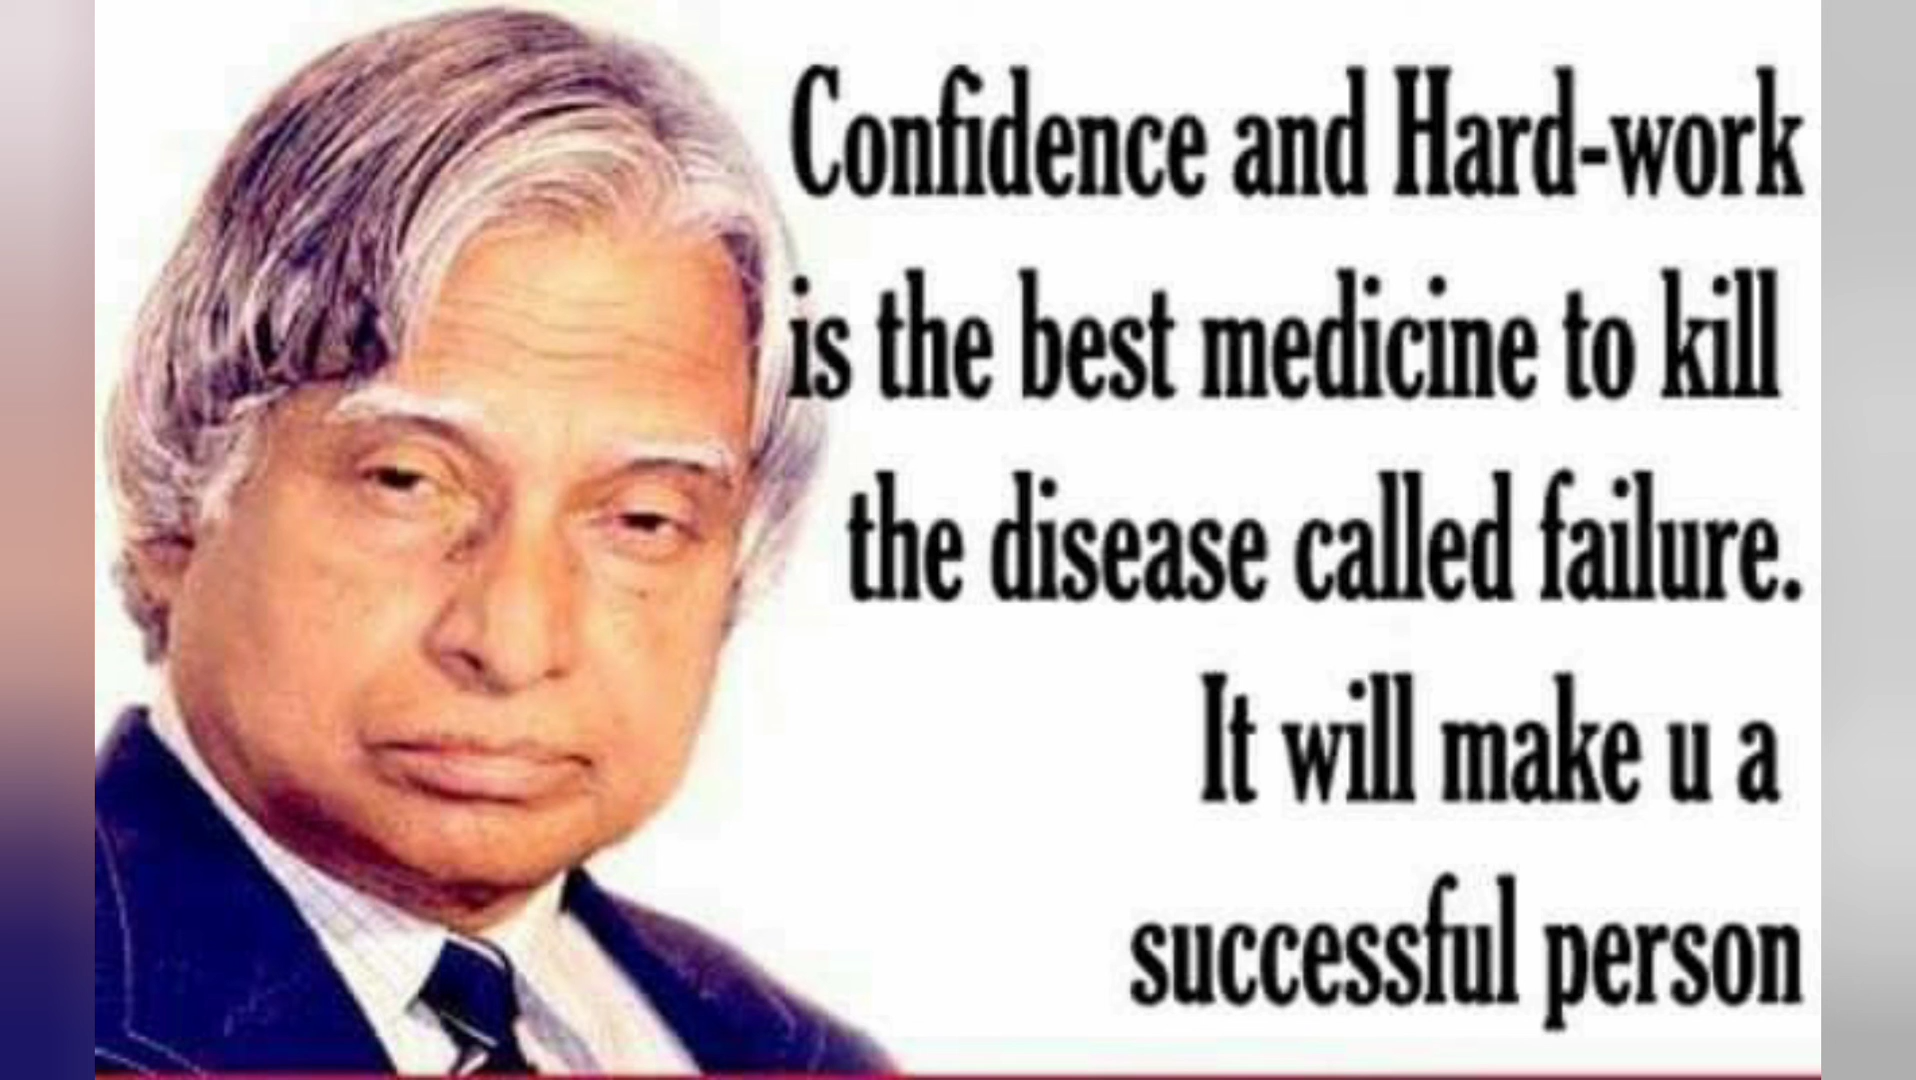 Confidence and Hard-work
is the best medicine to kill
the disease called failure.
It will make u a
successful person